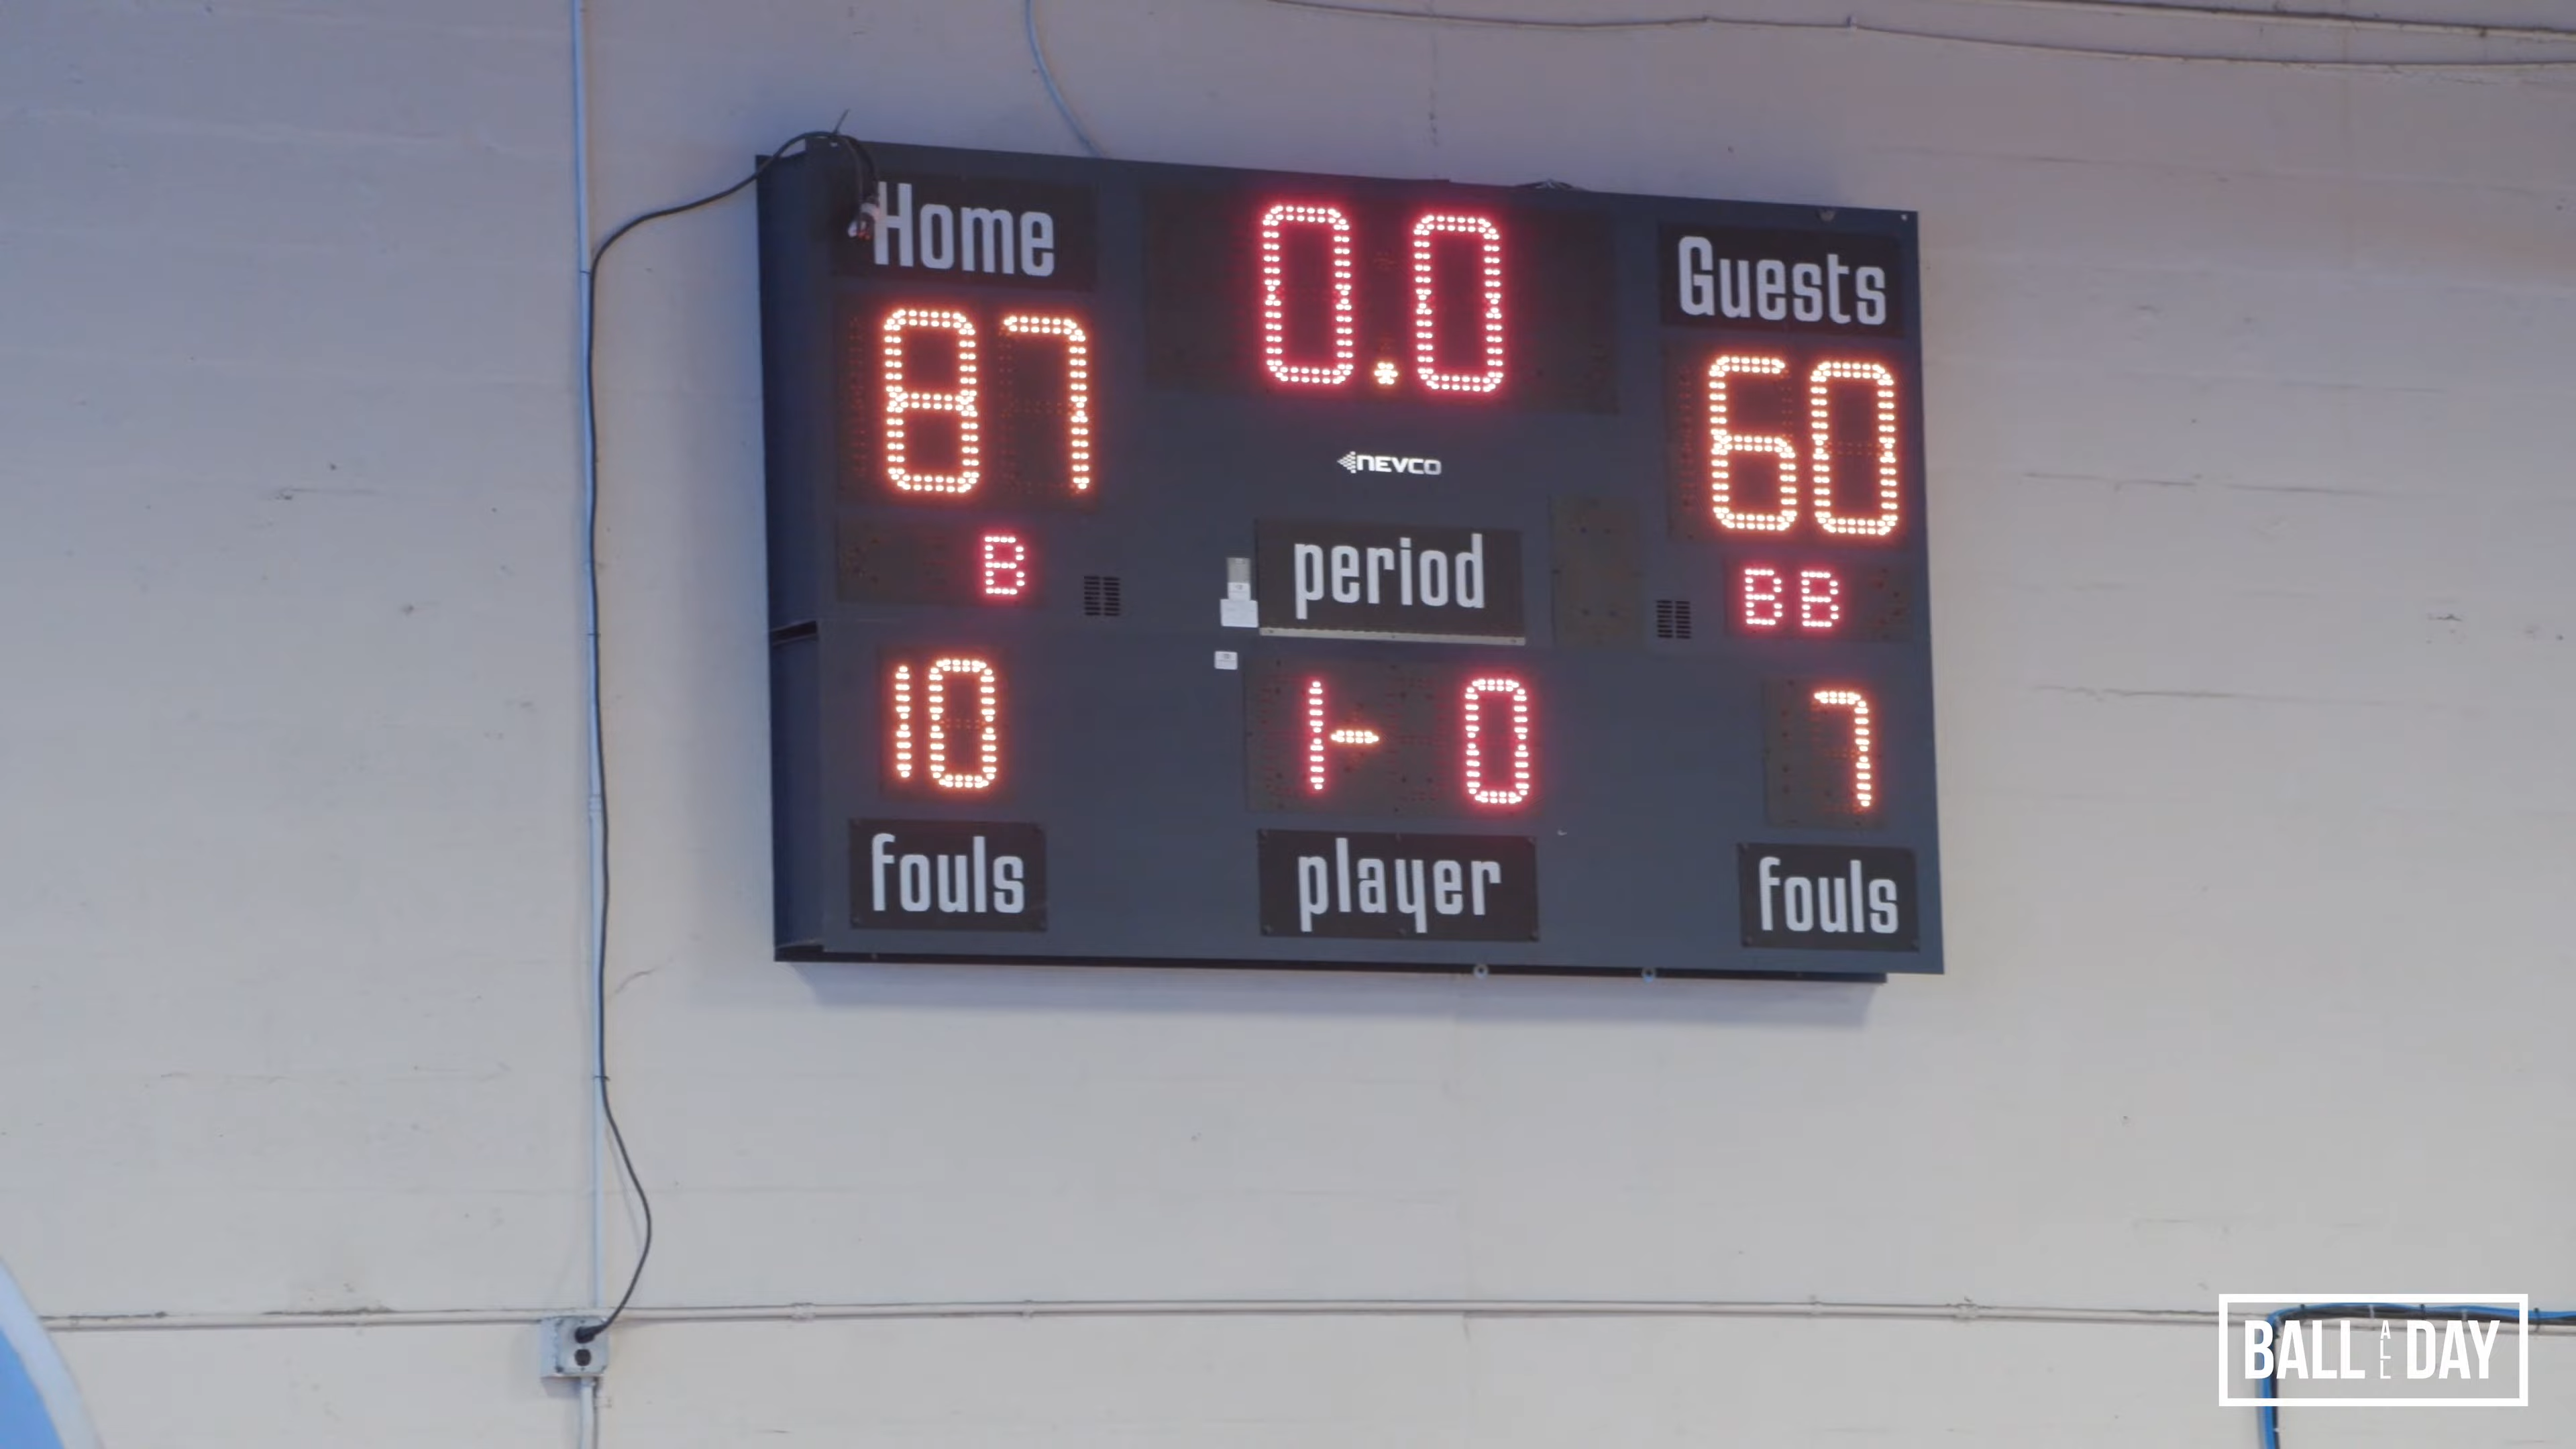 Home
0.0
Guests
87
60
NEVCO
B
period
BB
10
1- 0
7
fouls
player
fouls
BALL ALL DAY